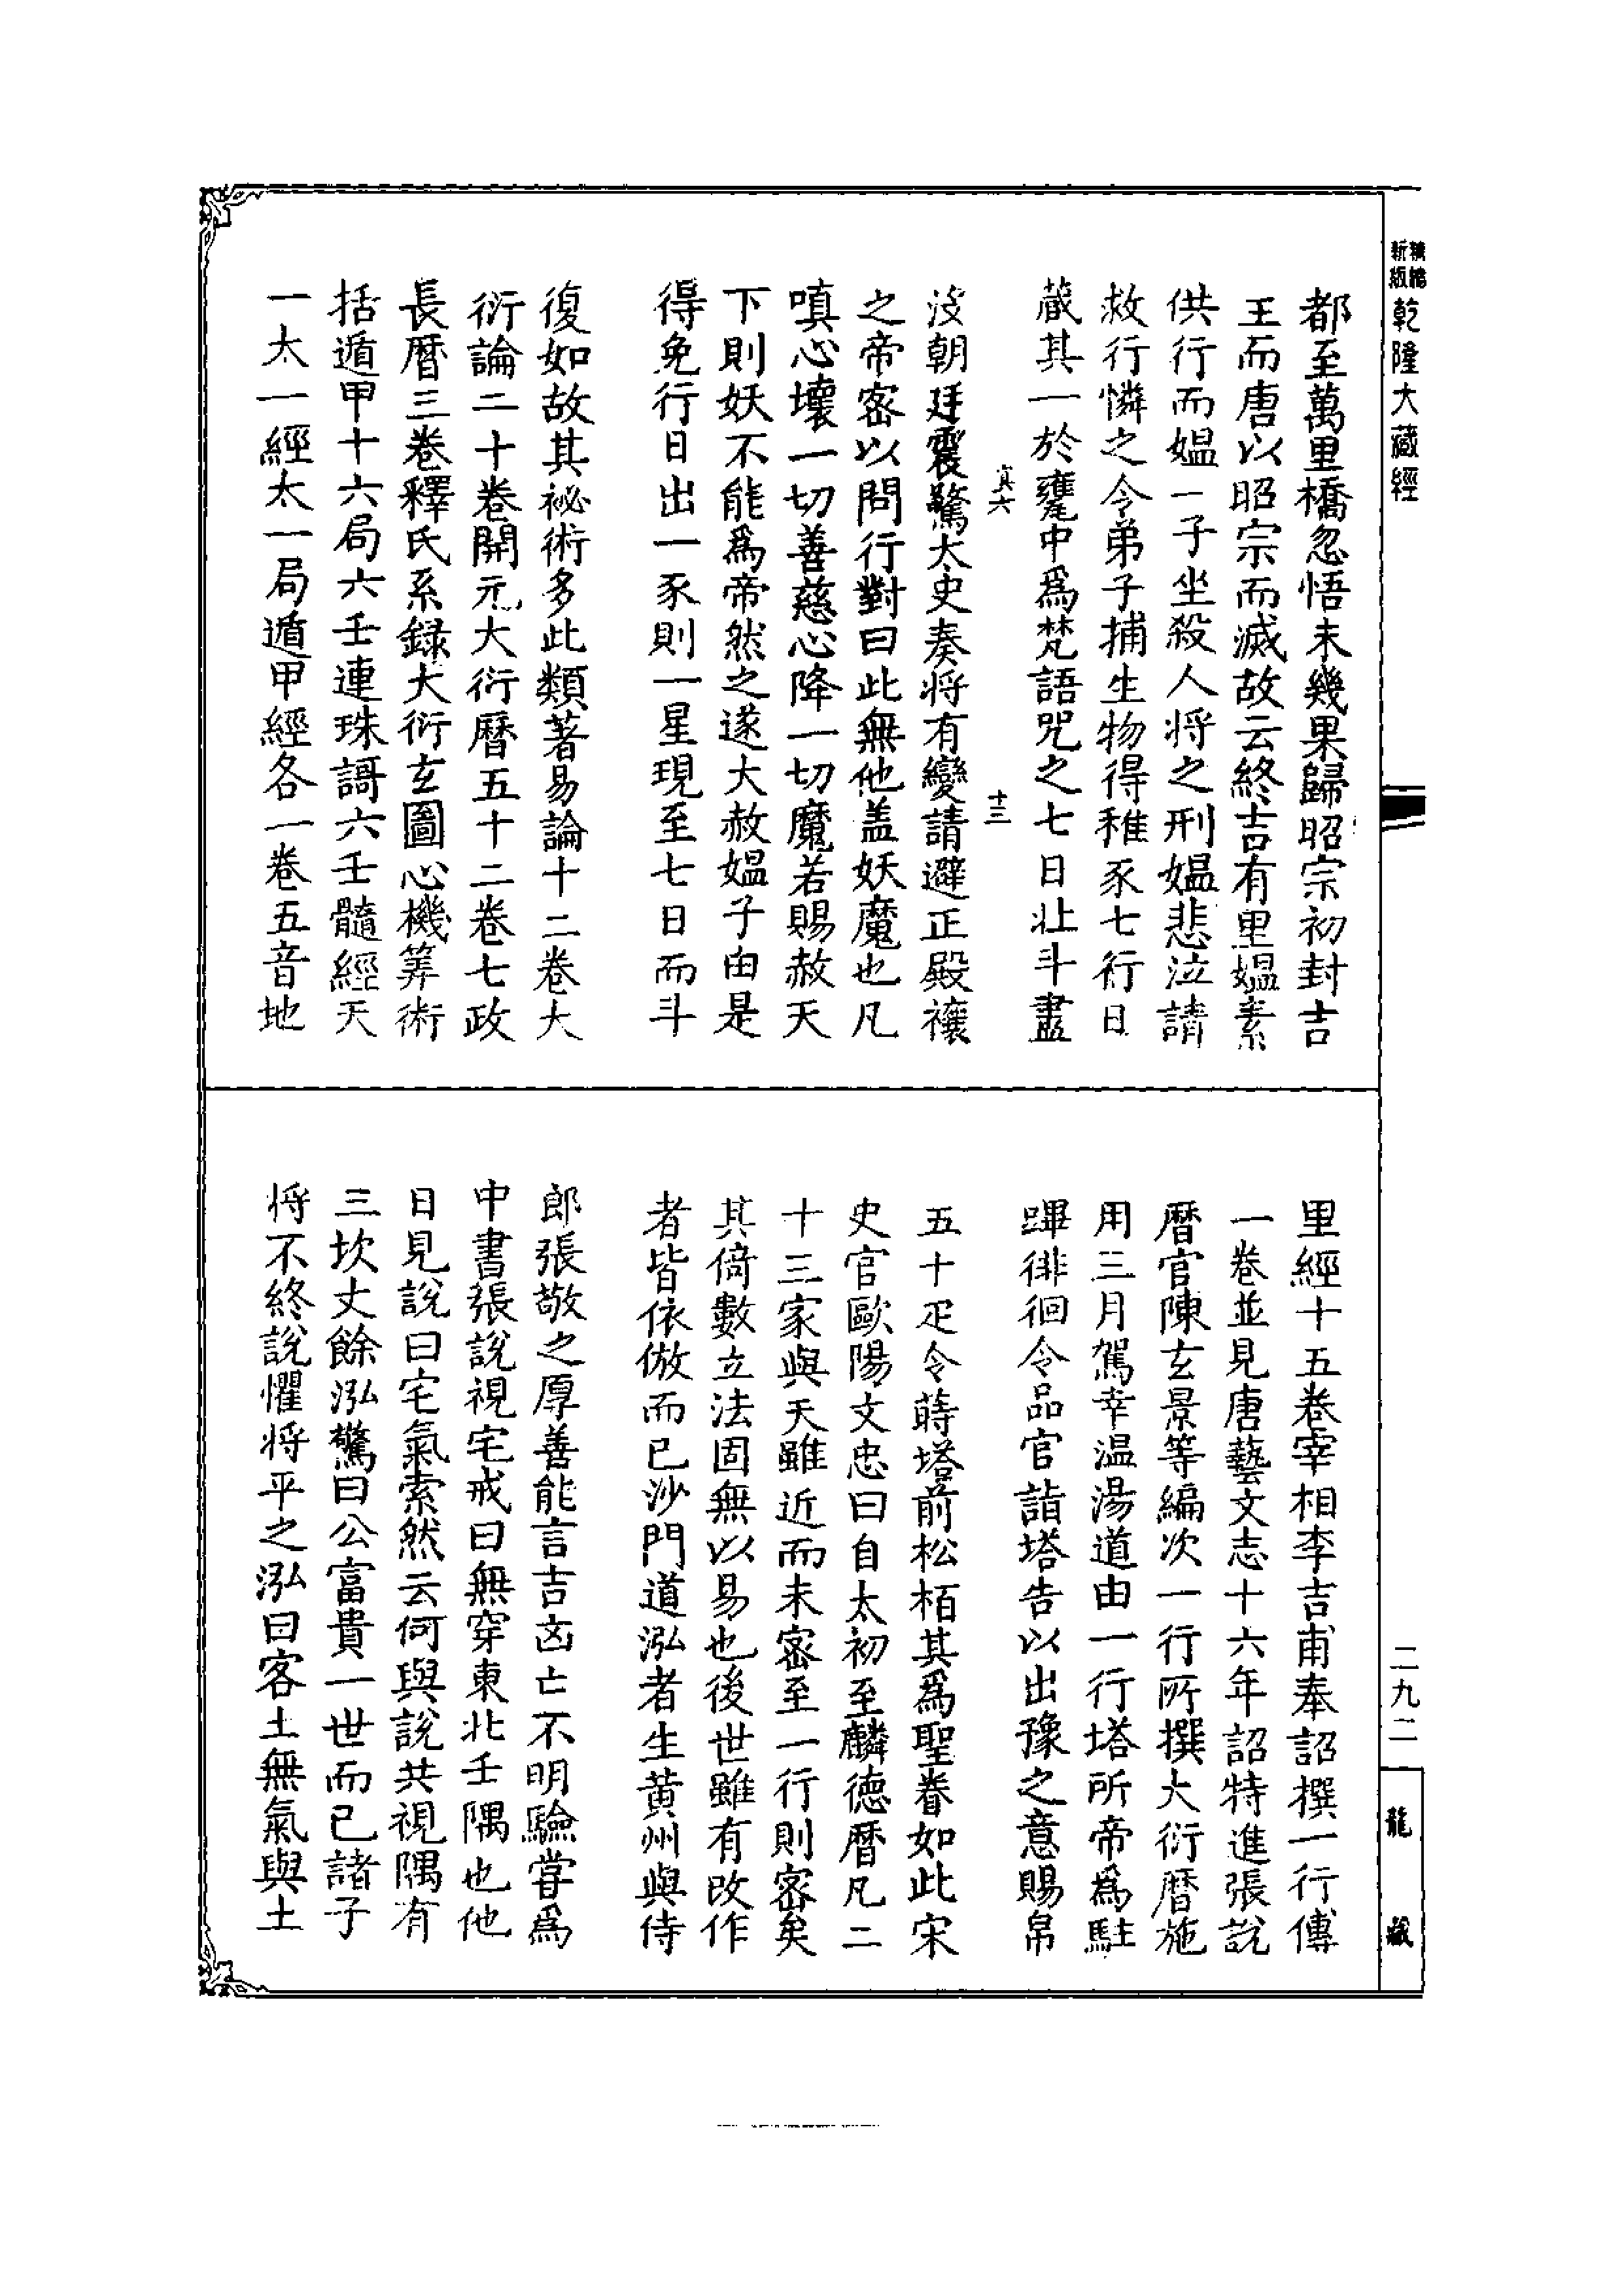 新版精縮
乾隆大藏經
都至萬里橋忽悟未幾果歸昭宗初封吉
王而唐以昭宗而滅故云終吉有里媼素
供行而媼一子坐殺人將之刑媼悲泣請
救行憐之令弟子捕生物得稚豕七行日
藏其一於甕中為梵語咒之七日北斗盡
沒朝廷震驚太史奏將有變請避正殿禳
之帝密以問行對曰此無他盖妖魔也凡
嗔心壞一切善慈心降一切魔若賜赦天
下則妖不能為帝然之遂大赦媼子由是
得免行日出一豕則一星現至七日而斗
復如故其祕術多此類著易論十二卷大
衍論二十卷開元大衍曆五十二卷七政
長曆三卷釋氏系録大衍玄圖心機筭術
括遁甲十六局六壬連珠謌六壬髓經天
一太一經太一局遁甲經各一卷五音地
十三
里經十五卷宰相李吉甫奉詔撰一行傳
一卷並見唐藝文志十六年詔特進張說
曆官陳玄景等編次一行所撰大衍曆施
用三月駕幸温湯道由一行塔所帝為駐
蹕徘徊令品官詣塔告以出豫之意賜帛
五十疋令蒔塔前松栢其為聖眷如此宋
史官歐陽文忠曰自太初至麟德曆凡二
十三家與天雖近而未密至一行則密矣
其倚數立法固無以易也後世雖有改作
者皆依倣而已沙門道泓者生黄州與侍
郎張敬之厚善能言吉凶亡不明驗嘗為
中書張說視宅戒曰無穿東北壬隅也他
日見說曰宅氣索然云何與說共視隅有
三坎丈餘泓驚曰公富貴一世而已諸子
將不終說懼將平之泓曰客土無氣與土
二九二
龍藏